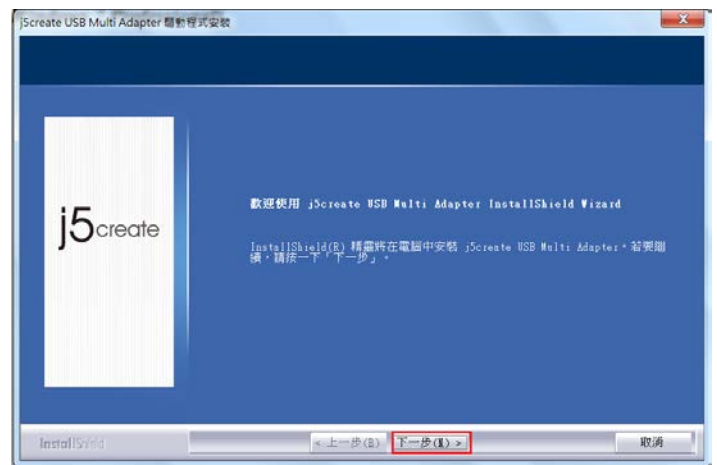 j5create USB Multi Adapter 驅動程式安裝
j5create
歡迎使用 j5create USB Multi Adapter InstallShield Wizard
InstallShield(R) 精靈將在電腦中安裝 j5create USB Multi Adapter。若要繼
續，請按一下「下一步」。
InstallShield
< 上一步(B)
下一步(N) >
取消